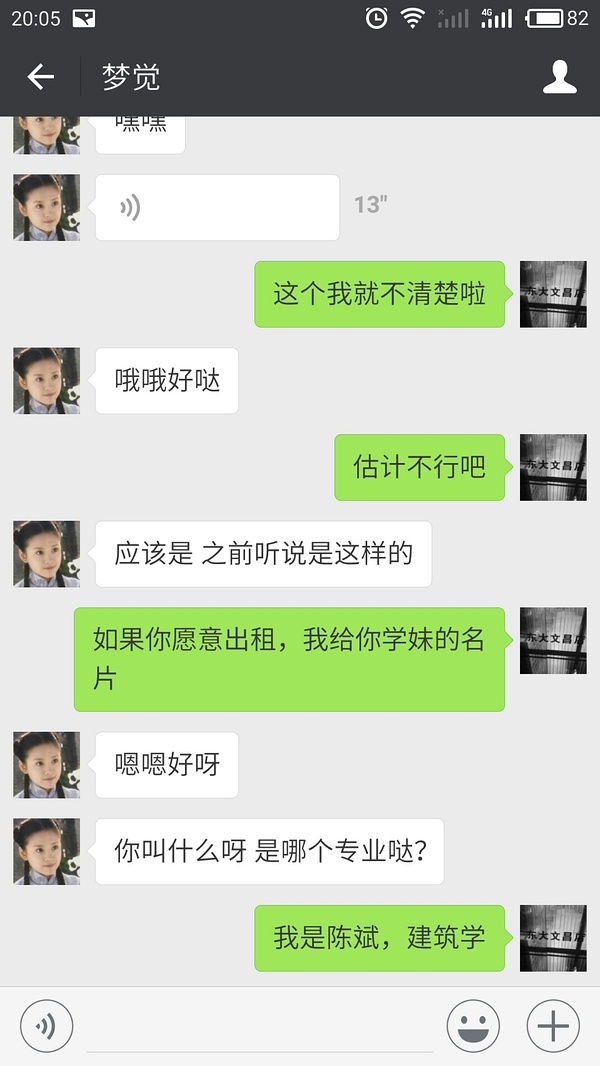 20:05
4G
82
梦觉
嘿嘿
13"
这个我就不清楚啦
东大文昌店
哦哦好哒
估计不行吧
东大文昌店
应该是 之前听说是这样的
如果你愿意出租，我给你学妹的名
片
东大文昌店
嗯嗯好呀
你叫什么呀 是哪个专业哒？
我是陈斌，建筑学
东大文昌店